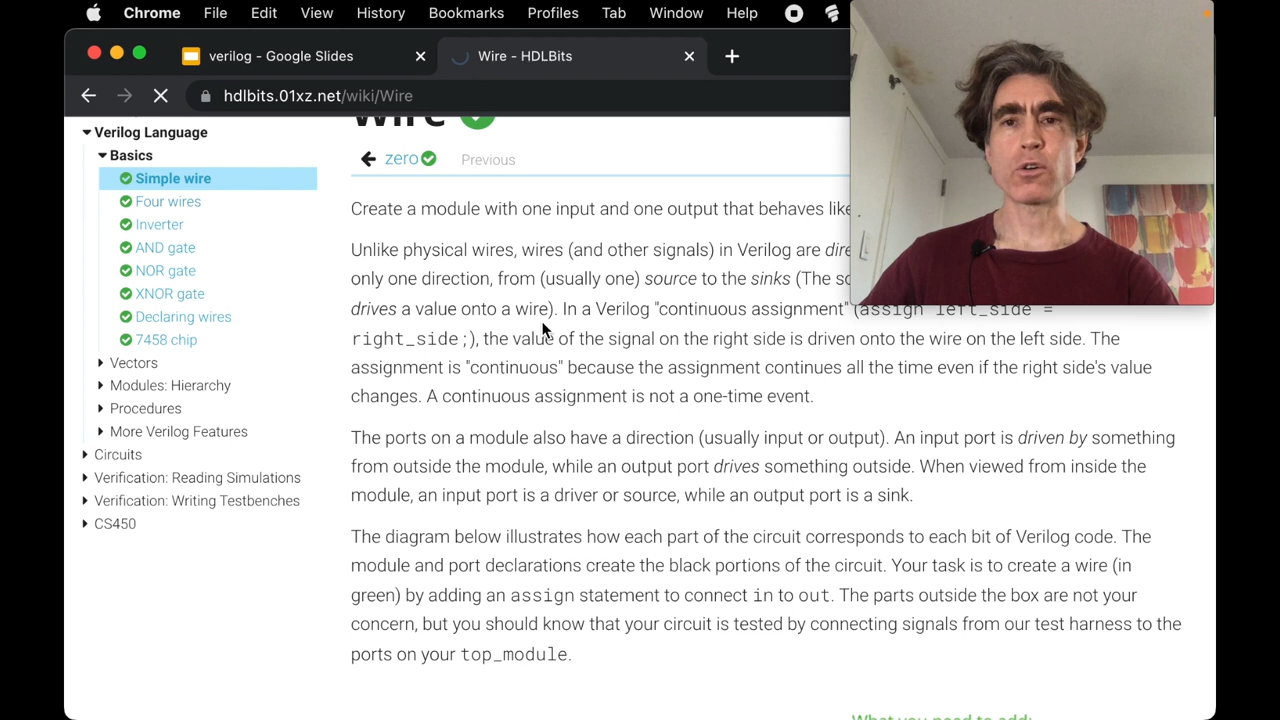 Chrome File Edit View History Bookmarks Profiles Tab Window Help
verilog - Google Slides
Wire - HDLBits
hdlbits.01xz.net/wiki/Wire
Verilog Language
Basics
Simple wire
Four wires
Inverter
AND gate
NOR gate
XNOR gate
Declaring wires
7458 chip
Vectors
Modules: Hierarchy
Procedures
More Verilog Features
Circuits
Verification: Reading Simulations
Verification: Writing Testbenches
CS450
Wire
zero Previous
Create a module with one input and one output that behaves like
Unlike physical wires, wires (and other signals) in Verilog are
only one direction, from (usually one) source to the sinks (The
drives a value onto a wire). In a Verilog "continuous assignment" (assign left_side =
right_side;), the value of the signal on the right side is driven onto the wire on the left side. The
assignment is "continuous" because the assignment continues all the time even if the right side's value
changes. A continuous assignment is not a one-time event.
The ports on a module also have a direction (usually input or output). An input port is driven by something
from outside the module, while an output port drives something outside. When viewed from inside the
module, an input port is a driver or source, while an output port is a sink.
The diagram below illustrates how each part of the circuit corresponds to each bit of Verilog code. The
module and port declarations create the black portions of the circuit. Your task is to create a wire (in
green) by adding an assign statement to connect in to out. The parts outside the box are not your
concern, but you should know that your circuit is tested by connecting signals from our test harness to the
ports on your top_module.
What you need to add: